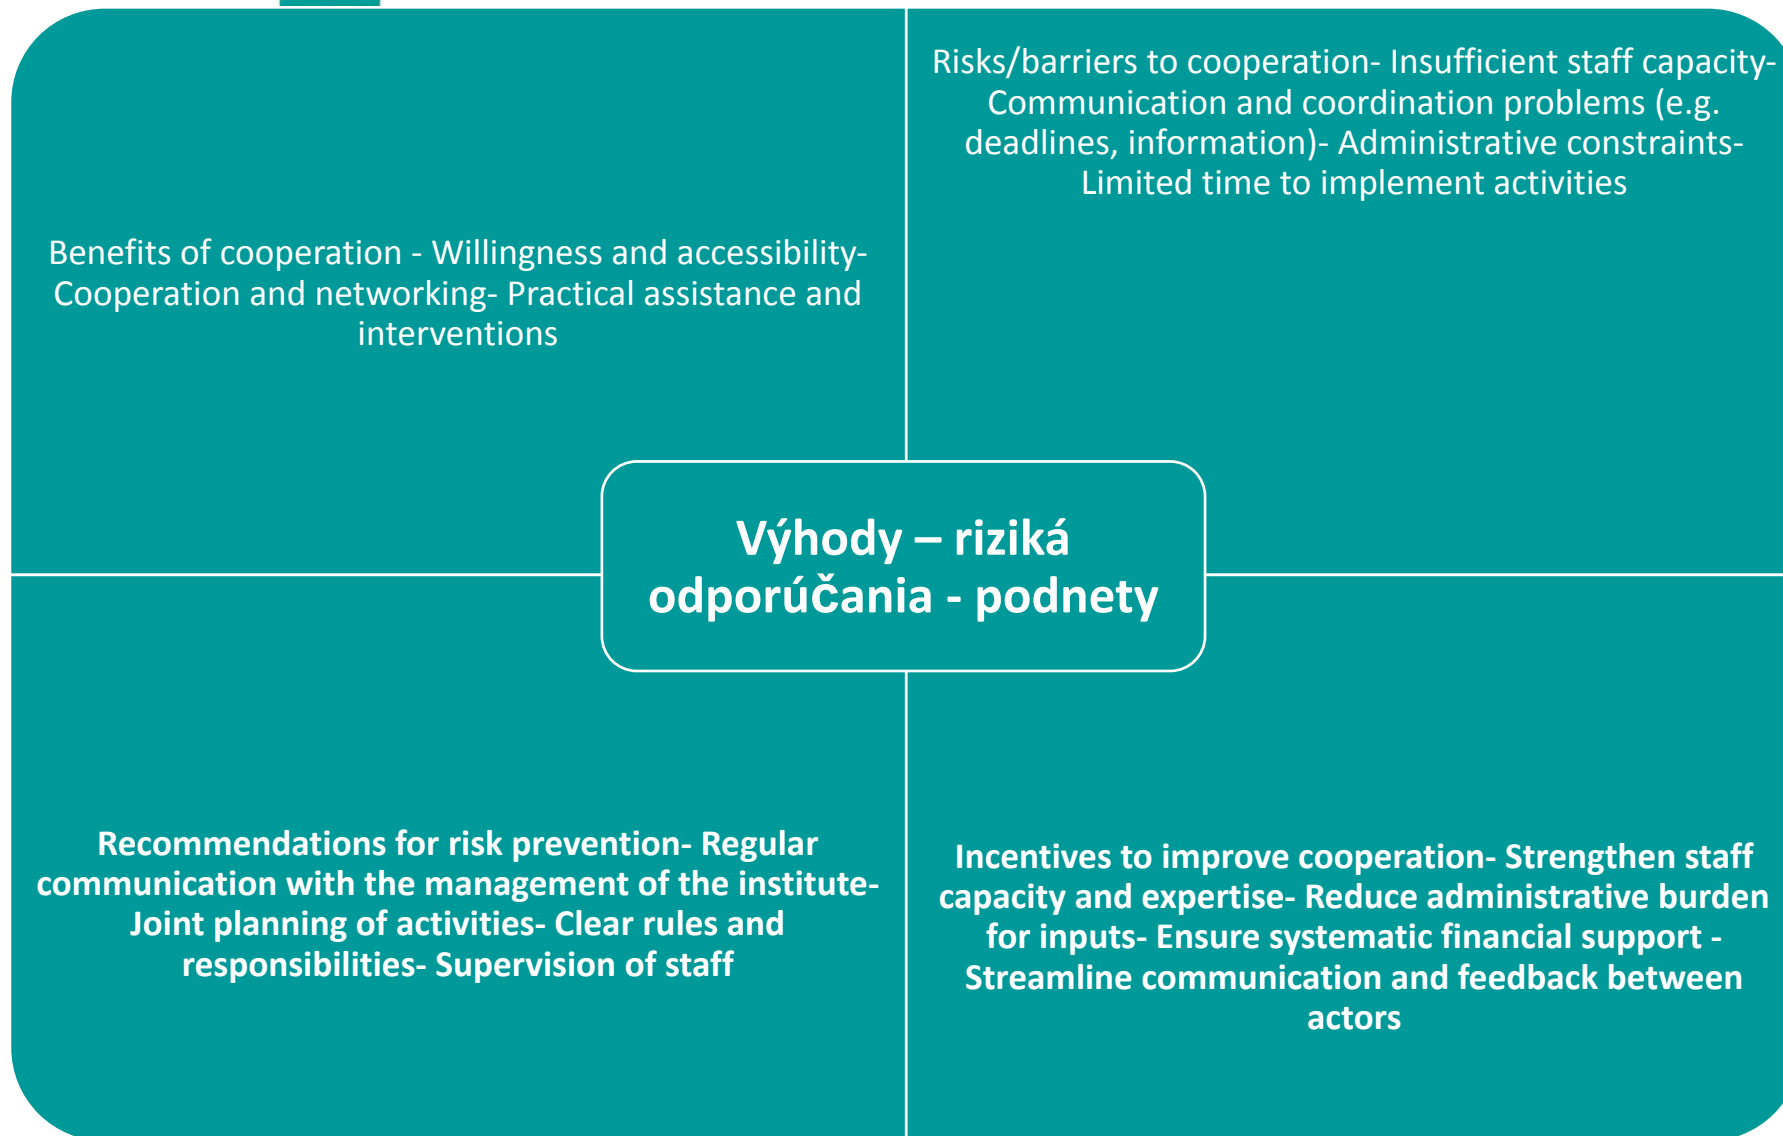 Benefits of cooperation - Willingness and accessibility-
Cooperation and networking- Practical assistance and
interventions
Risks/barriers to cooperation- Insufficient staff capacity-
Communication and coordination problems (e.g.
deadlines, information)- Administrative constraints-
Limited time to implement activities
Výhody – riziká
odporúčania - podnety
Recommendations for risk prevention- Regular
communication with the management of the institute-
Joint planning of activities- Clear rules and
responsibilities- Supervision of staff
Incentives to improve cooperation- Strengthen staff
capacity and expertise- Reduce administrative burden
for inputs- Ensure systematic financial support -
Streamline communication and feedback between
actors